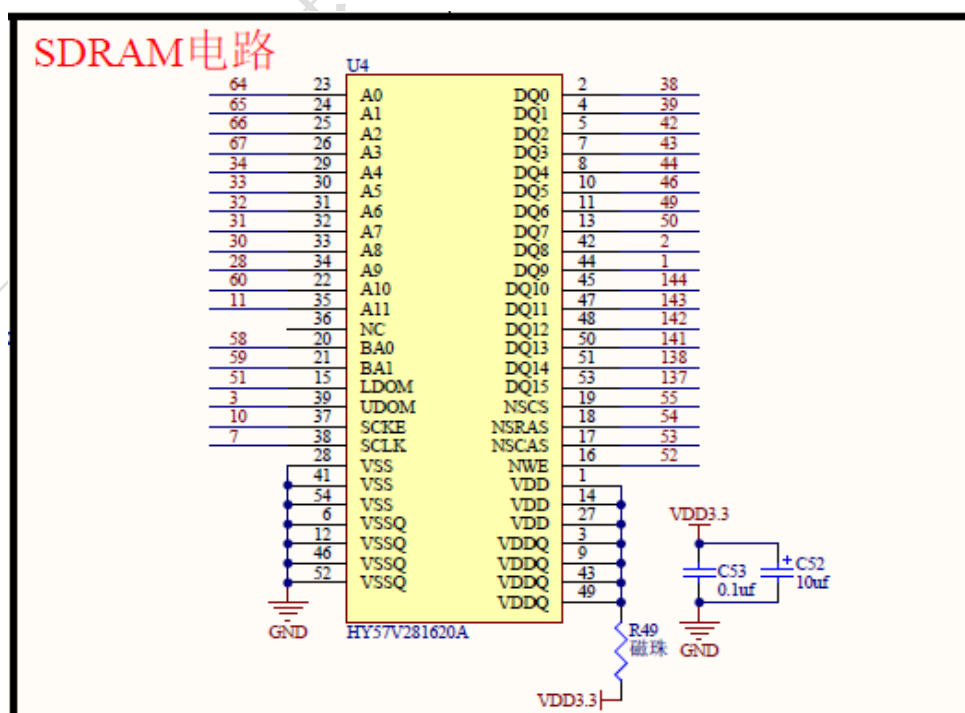 SDRAM电路
U4
64 23 A0 DQ0 2 38
65 24 A1 DQ1 4 39
66 25 A2 DQ2 5 42
67 26 A3 DQ3 7 43
34 29 A4 DQ4 8 44
33 30 A5 DQ5 10 46
32 31 A6 DQ6 11 49
31 32 A7 DQ7 13 50
30 33 A8 DQ8 42 2
28 34 A9 DQ9 44 1
60 22 A10 DQ10 45 144
11 35 A11 DQ11 47 143
36 NC DQ12 48 142
58 20 BA0 DQ13 50 141
59 21 BA1 DQ14 51 138
51 15 LDOM DQ15 53 137
3 39 UDOM NSCS 19 55
10 37 SCKE NSRAS 18 54
7 38 SCLK NSCAS 17 53
28 VSS NWE 16 52
41 VSS VDD 1
54 VSS VDD 14
6 VSSQ VDD 27
12 VSSQ VDDQ 3
46 VSSQ VDDQ 9
52 VSSQ VDDQ 43
VDDQ 49
VDD3.3
C53
0.1uf
C52
10uf
GND
HY57V281620A
R49
磁珠
GND
VDD3.3